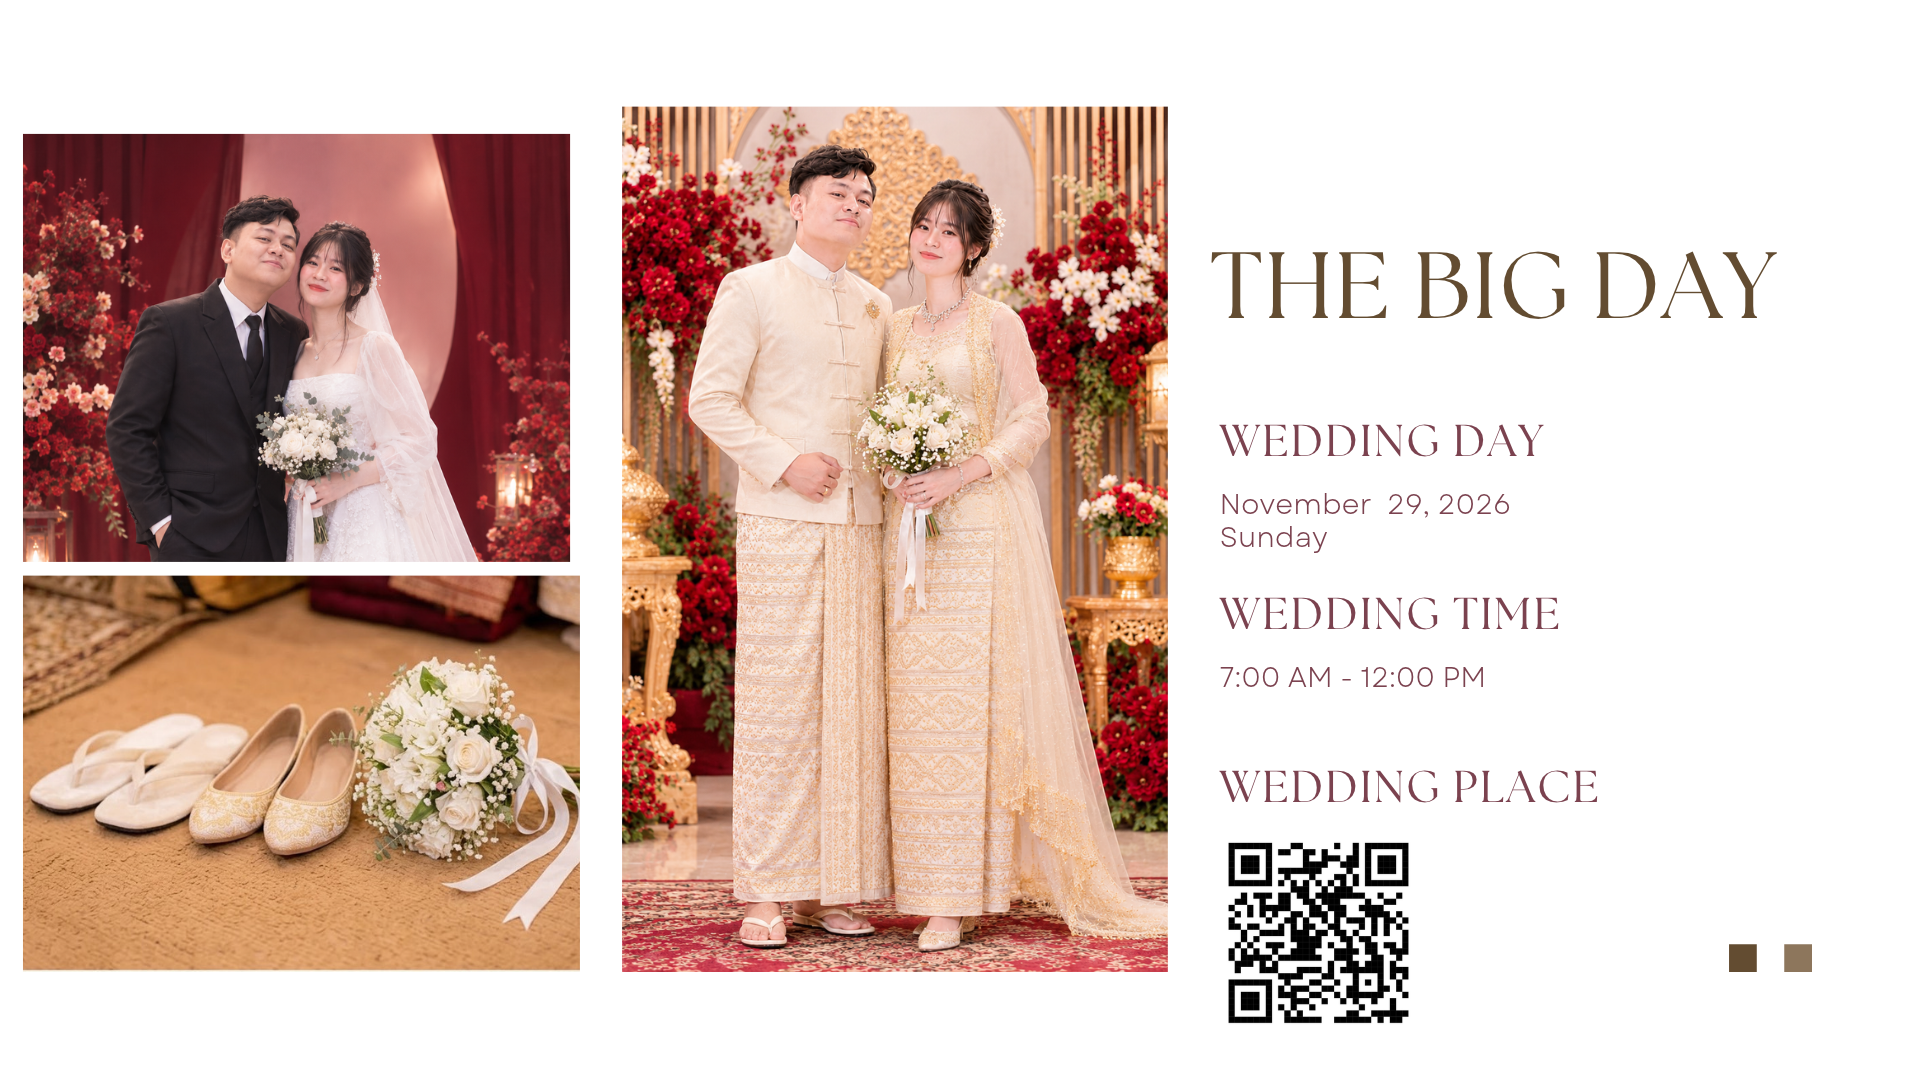 THE BIG DAY
WEDDING DAY
November 29, 2026
Sunday
WEDDING TIME
7:00 AM - 12:00 PM
WEDDING PLACE